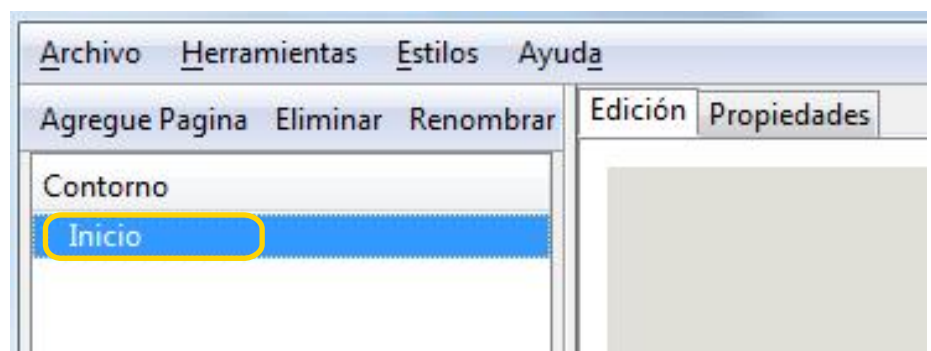 Archivo Herramientas Estilos Ayuda
Agregue Pagina Eliminar Renombrar Edición Propiedades
Contorno
Inicio